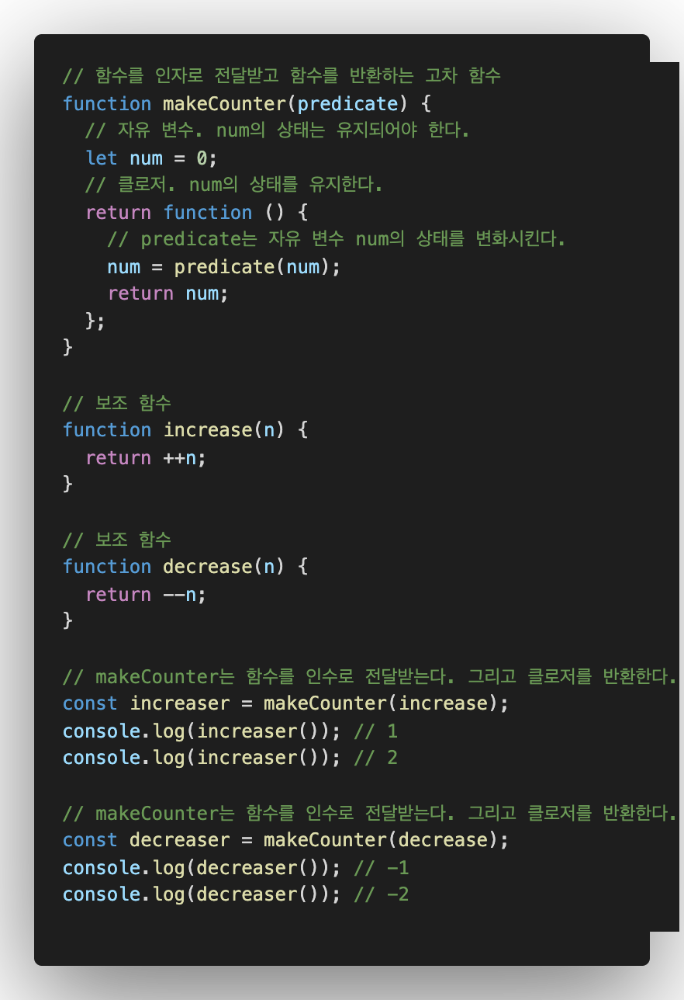 // 함수를 인자로 전달받고 함수를 반환하는 고차 함수
function makeCounter(predicate) {
  // 자유 변수. num의 상태는 유지되어야 한다.
  let num = 0;
  // 클로저. num의 상태를 유지한다.
  return function () {
    // predicate는 자유 변수 num의 상태를 변화시킨다.
    num = predicate(num);
    return num;
  };
}

// 보조 함수
function increase(n) {
  return ++n;
}

// 보조 함수
function decrease(n) {
  return --n;
}

// makeCounter는 함수를 인수로 전달받는다. 그리고 클로저를 반환한다.
const increaser = makeCounter(increase);
console.log(increaser()); // 1
console.log(increaser()); // 2

// makeCounter는 함수를 인수로 전달받는다. 그리고 클로저를 반환한다.
const decreaser = makeCounter(decrease);
console.log(decreaser()); // -1
console.log(decreaser()); // -2